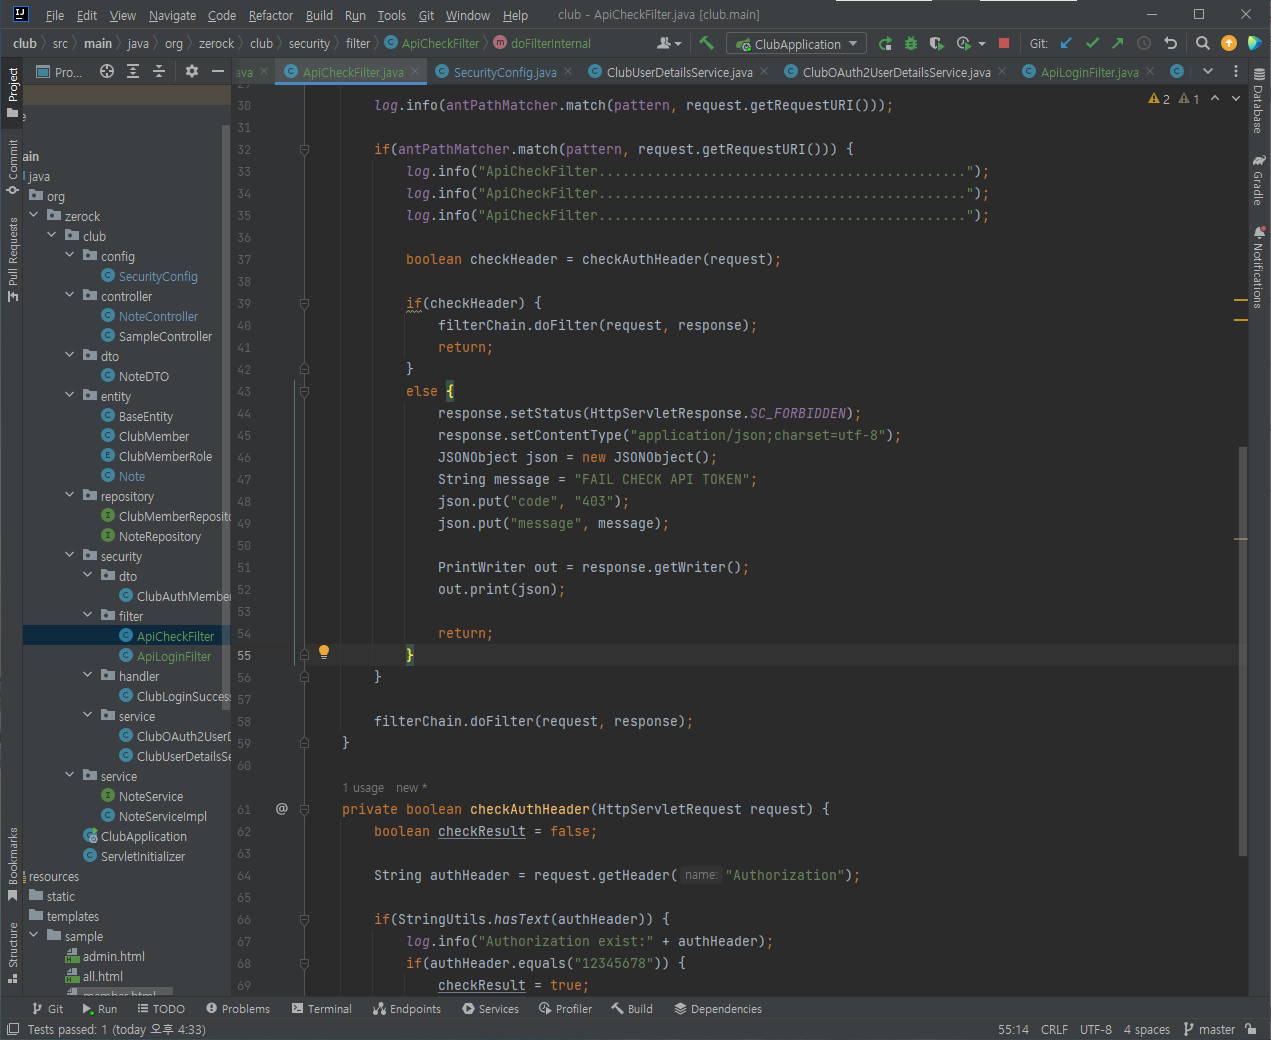 File Edit View Navigate Code Refactor Build Run Tools Git Window Help club - ApiCheckFilter.java [club.main]
club src main java org zerock club security filter ApiCheckFilter doFilterInternal ClubApplication Git:
Project Pro... ava ApiCheckFilter.java SecurityConfig.java ClubUserDetailsService.java ClubOAuth2UserDetailsService.java ApiLoginFilter.java
Commit
Pull Requests
Bookmarks
Structure
ain
java
org
zerock
club
config
SecurityConfig
controller
NoteController
SampleController
dto
NoteDTO
entity
BaseEntity
ClubMember
ClubMemberRole
Note
repository
ClubMemberReposito
NoteRepository
security
dto
ClubAuthMember
filter
ApiCheckFilter
ApiLoginFilter
handler
ClubLoginSuccess
service
ClubOAuth2UserD
ClubUserDetailsSe
service
NoteService
NoteServiceImpl
ClubApplication
ServletInitializer
resources
static
templates
sample
admin.html
all.html
member.html
2 1
30 log.info(antPathMatcher.match(pattern, request.getRequestURI()));
31
32 if(antPathMatcher.match(pattern, request.getRequestURI())) {
33 log.info("ApiCheckFilter..............................................");
34 log.info("ApiCheckFilter..............................................");
35 log.info("ApiCheckFilter..............................................");
36
37 boolean checkHeader = checkAuthHeader(request);
38
39 if(checkHeader) {
40 filterChain.doFilter(request, response);
41 return;
42 }
43 else {
44 response.setStatus(HttpServletResponse.SC_FORBIDDEN);
45 response.setContentType("application/json;charset=utf-8");
46 JSONObject json = new JSONObject();
47 String message = "FAIL CHECK API TOKEN";
48 json.put("code", "403");
49 json.put("message", message);
50
51 PrintWriter out = response.getWriter();
52 out.print(json);
53
54 return;
55 }
56 }
57
58 filterChain.doFilter(request, response);
59 }
60
1 usage new *
61 @ private boolean checkAuthHeader(HttpServletRequest request) {
62 boolean checkResult = false;
63
64 String authHeader = request.getHeader( name: "Authorization");
65
66 if(StringUtils.hasText(authHeader)) {
67 log.info("Authorization exist:" + authHeader);
68 if(authHeader.equals("12345678")) {
69 checkResult = true;
Database
Gradle
Notifications
Git Run TODO Problems Terminal Endpoints Services Profiler Build Dependencies
Tests passed: 1 (today 오후 4:33) 55:14 CRLF UTF-8 4 spaces master